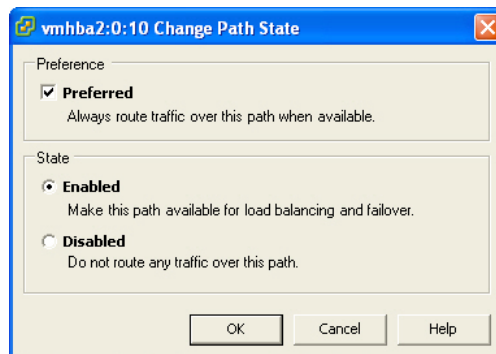 vmhba2:0:10 Change Path State
Preference
Preferred
Always route traffic over this path when available.
State
Enabled
Make this path available for load balancing and failover.
Disabled
Do not route any traffic over this path.
OK Cancel Help